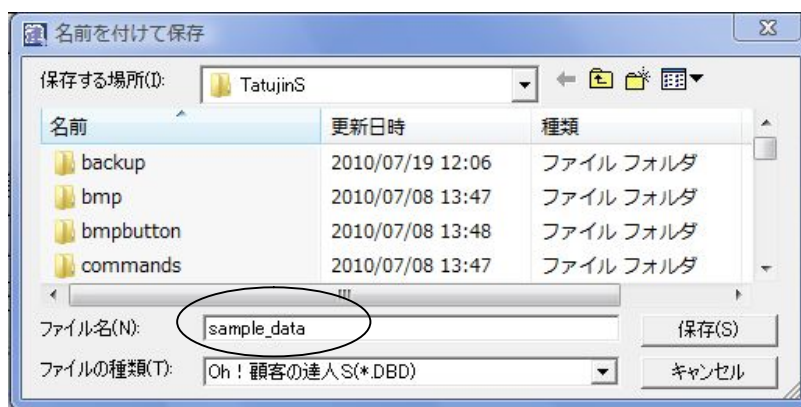 名前を付けて保存
保存する場所(I): TatujinS
名前 更新日時 種類
backup 2010/07/19 12:06 ファイル フォルダ
bmp 2010/07/08 13:47 ファイル フォルダ
bmpbutton 2010/07/08 13:48 ファイル フォルダ
commands 2010/07/08 13:47 ファイル フォルダ
ファイル名(N): sample_data 保存(S)
ファイルの種類(T): Oh！顧客の達人S(*.DBD) キャンセル